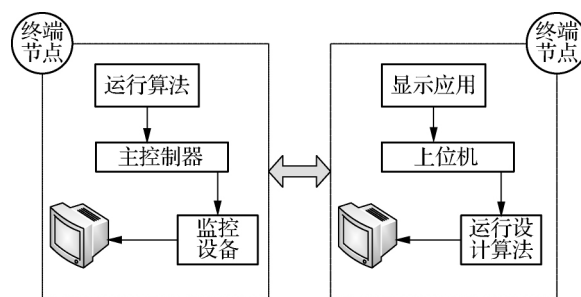 终端
节点
运行算法
主控制器
监控
设备
终端
节点
显示应用
上位机
运行设
计算法